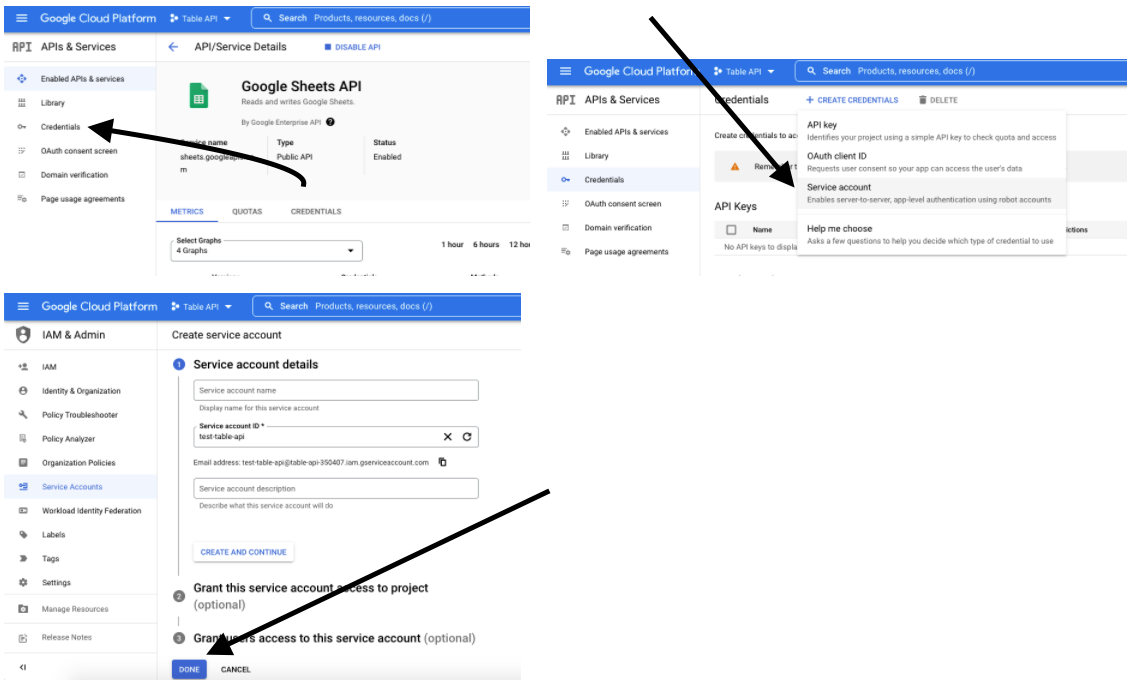 Google Cloud Platform
Table API
Search Products, resources, docs (/)
API APIs & Services
API/Service Details
DISABLE API
Enabled APIs & services
Library
Credentials
OAuth consent screen
Domain verification
Page usage agreements
Google Sheets API
Reads and writes Google Sheets.
By Google Enterprise API
Service name
sheets.googleapis
m
Type
Public API
Status
Enabled
METRICS QUOTAS CREDENTIALS
Select Graphs
4 Graphs
1 hour 6 hours 12 hou
Google Cloud Platform
Table API
Search Products, resources, docs (/)
API APIs & Services
Credentials
+ CREATE CREDENTIALS
DELETE
Enabled APIs & services
Library
Credentials
OAuth consent screen
Domain verification
Page usage agreements
Create credentials to acc
API Keys
Name
No API keys to displa
API key
Identifies your project using a simple API key to check quota and access
OAuth client ID
Requests user consent so your app can access the user's data
Service account
Enables server-to-server, app-level authentication using robot accounts
Help me choose
Asks a few questions to help you decide which type of credential to use
ictions
Google Cloud Platform
Table API
Search Products, resources, docs (/)
IAM & Admin
Create service account
IAM
Identity & Organization
Policy Troubleshooter
Policy Analyzer
Organization Policies
Service Accounts
Workload Identity Federation
Labels
Tags
Settings
Manage Resources
Release Notes
1 Service account details
Service account name
Display name for this service account
Service account ID *
test-table-api
Email address: test-table-api@table-api-350407.iam.gserviceaccount.com
Service account description
Describe what this service account will do
CREATE AND CONTINUE
2 Grant this service account access to project
(optional)
3 Grant users access to this service account (optional)
DONE CANCEL